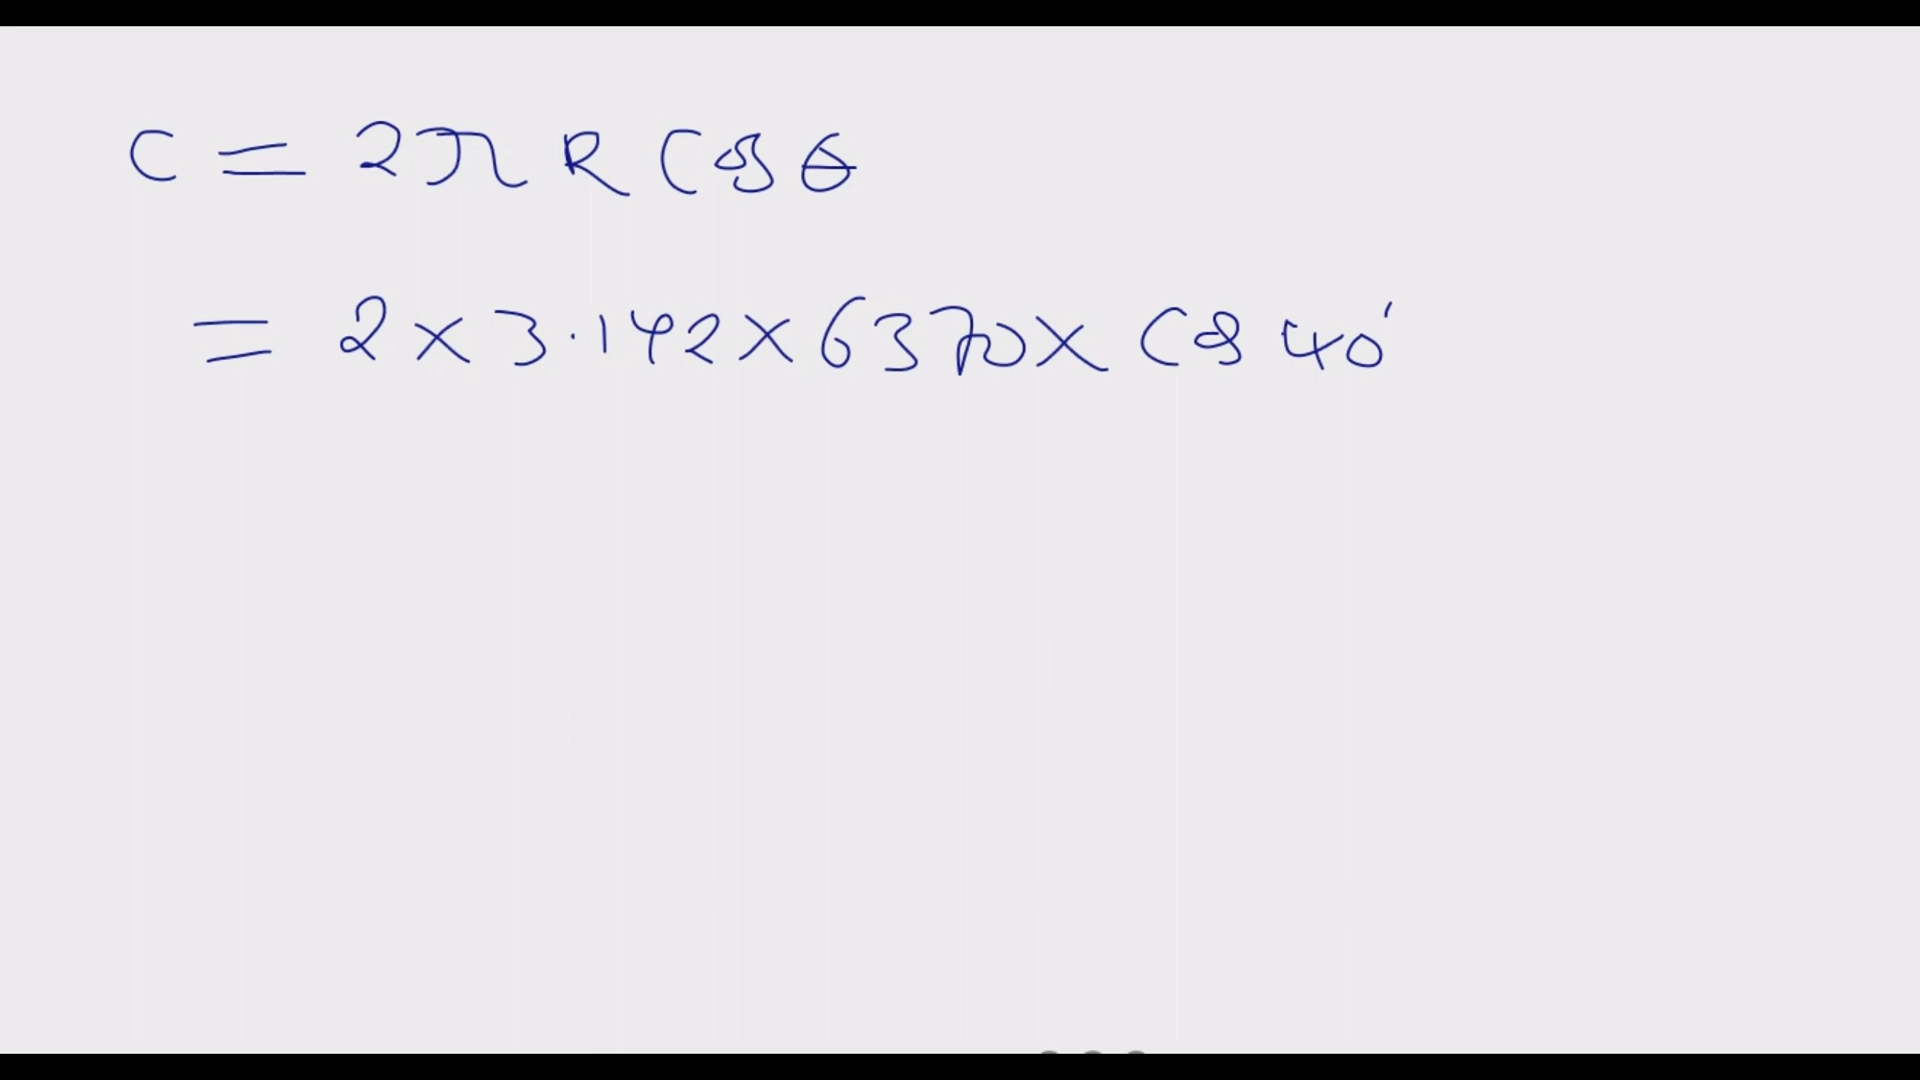 C = 2πR Cos θ
= 2 × 3.142 × 6370 × Cos 40°